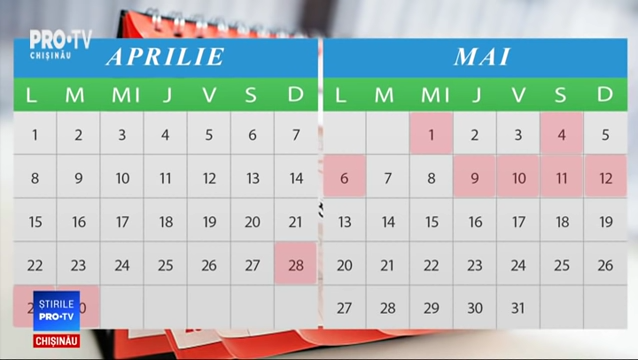 PRO•TV
CHIȘINĂU
APRILIE
L M MI J V S D
1 2 3 4 5 6 7
8 9 10 11 12 13 14
15 16 17 18 19 20 21
22 23 24 25 26 27 28
MAI
L M MI J V S D
1 2 3 4 5
6 7 8 9 10 11 12
13 14 15 16 17 18 19
20 21 22 23 24 25 26
27 28 29 30 31
ȘTIRILE
PRO•TV
CHIȘINĂU